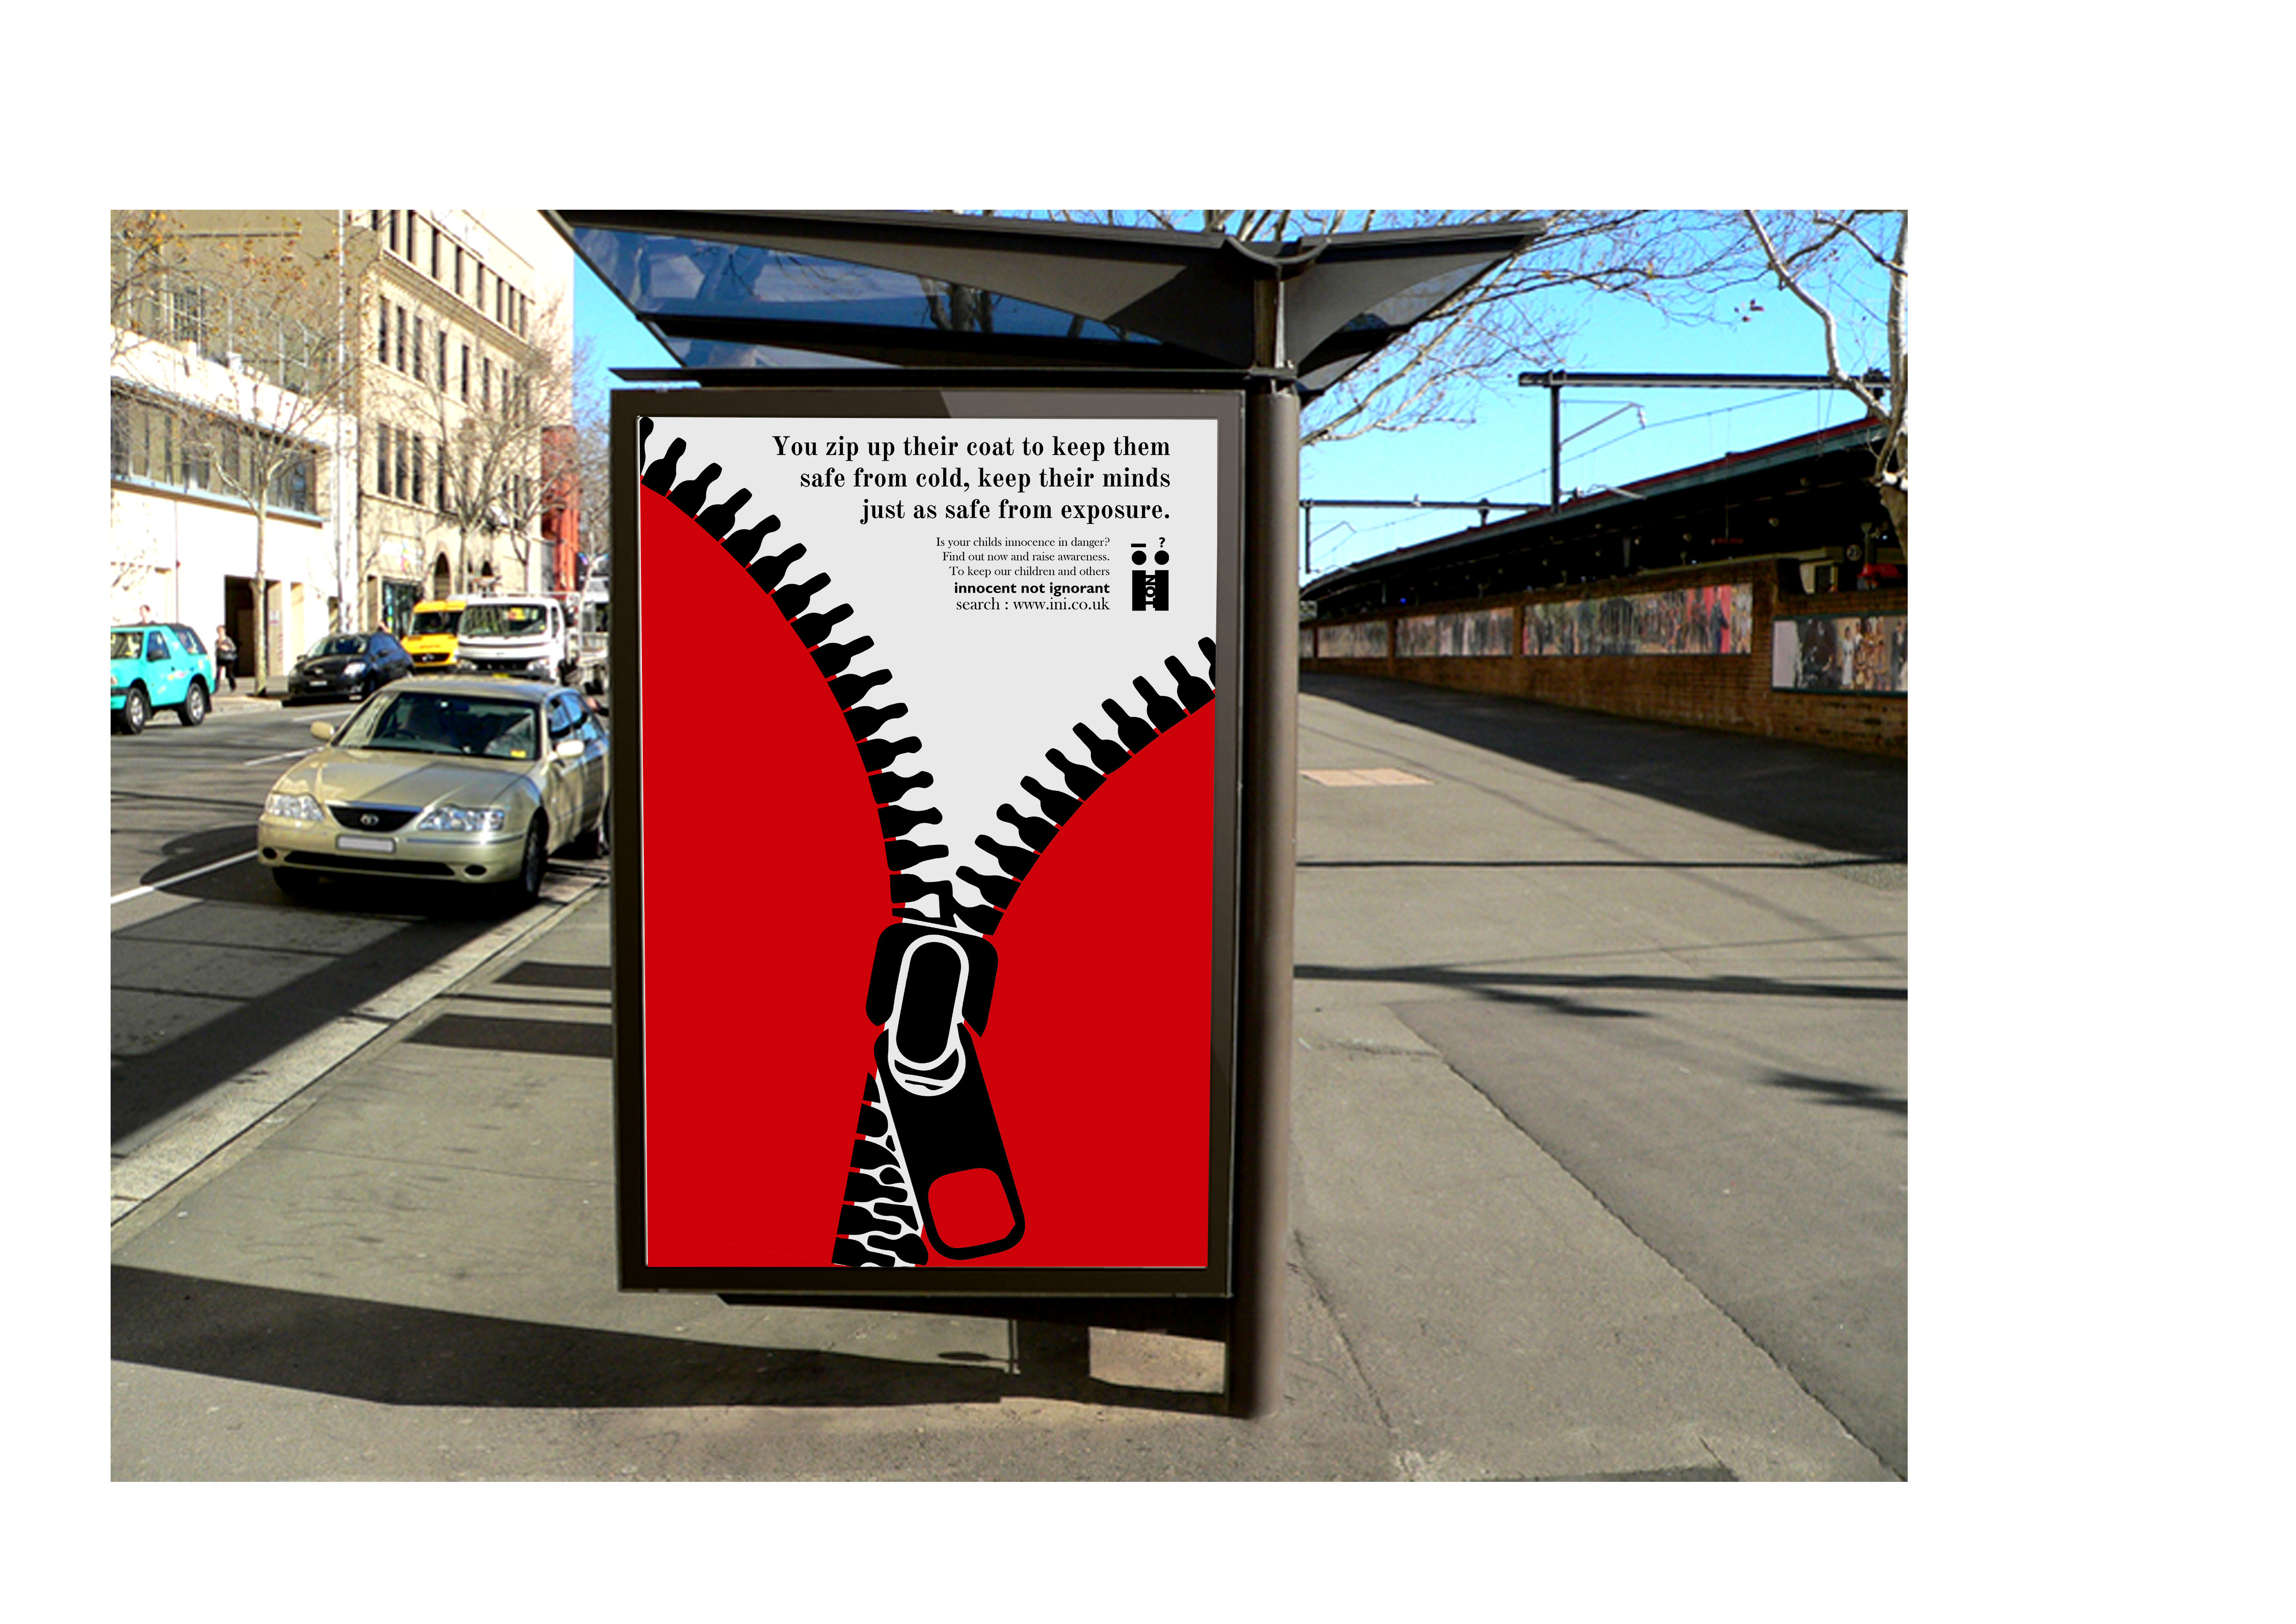 You zip up their coat to keep them
safe from cold, keep their minds
just as safe from exposure.
Is your childs innocence in danger?
Find out now and raise awareness.
To keep our children and others
innocent not ignorant
search : www.ini.co.uk
?
NOT